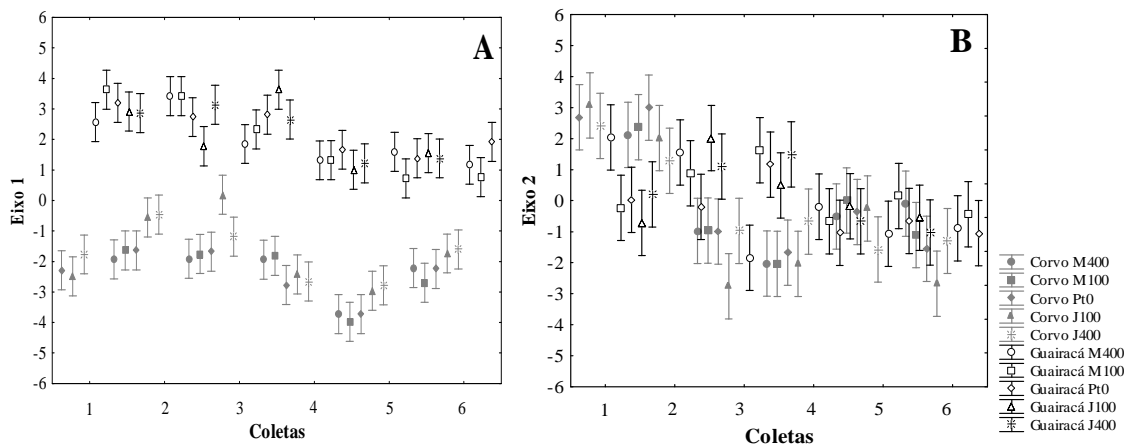 A
6
5
4
3
2
1
0
-1
-2
-3
-4
-5
-6
Eixo 1
1 2 3 4 5 6
Coletas
B
6
5
4
3
2
1
0
-1
-2
-3
-4
-5
-6
Eixo 2
1 2 3 4 5 6
Coletas
Corvo M400
Corvo M100
Corvo Pt0
Corvo J100
Corvo J400
Guairacá M400
Guairacá M100
Guairacá Pt0
Guairacá J100
Guairacá J400